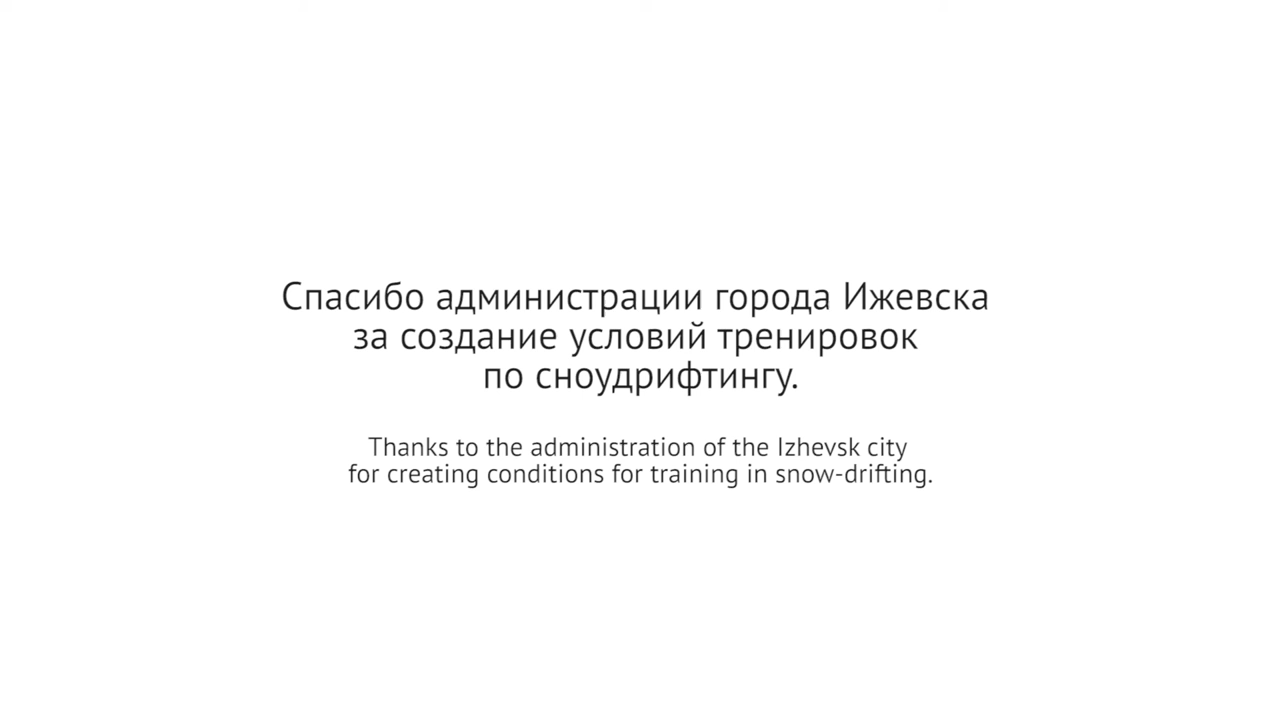 Спасибо администрации города Ижевска
за создание условий тренировок
по сноудрифтингу.
Thanks to the administration of the Izhevsk city
for creating conditions for training in snow-drifting.